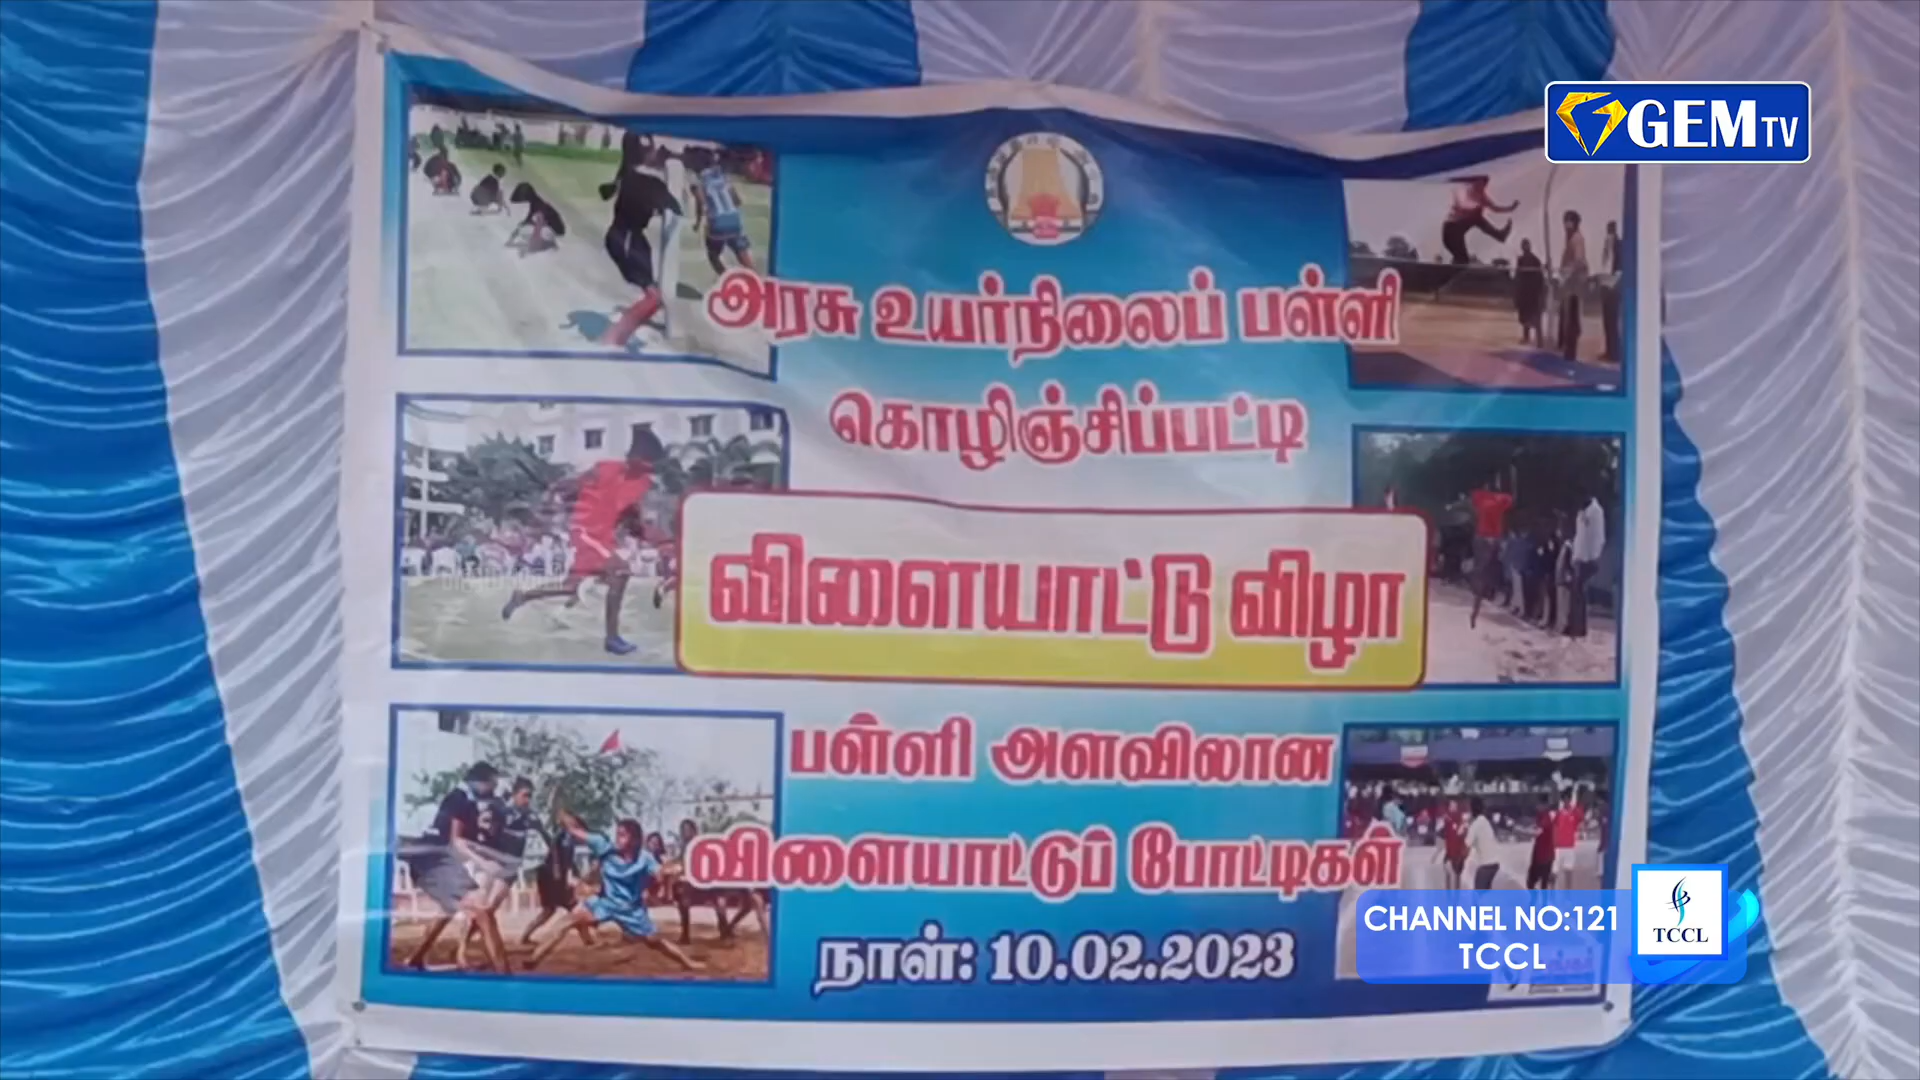 GEM TV
அரசு உயர்நிலைப் பள்ளி
கொழிஞ்சிப்பட்டி
விளையாட்டு விழா
பள்ளி அளவிலான
விளையாட்டுப் போட்டிகள்
நாள்: 10.02.2023
CHANNEL NO:121
TCCL
TCCL